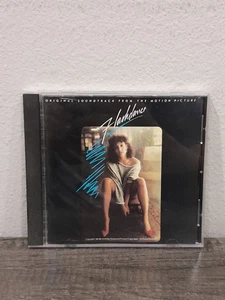 ORIGINAL SOUNDTRACK FROM THE MOTION PICTURE
Flashdance